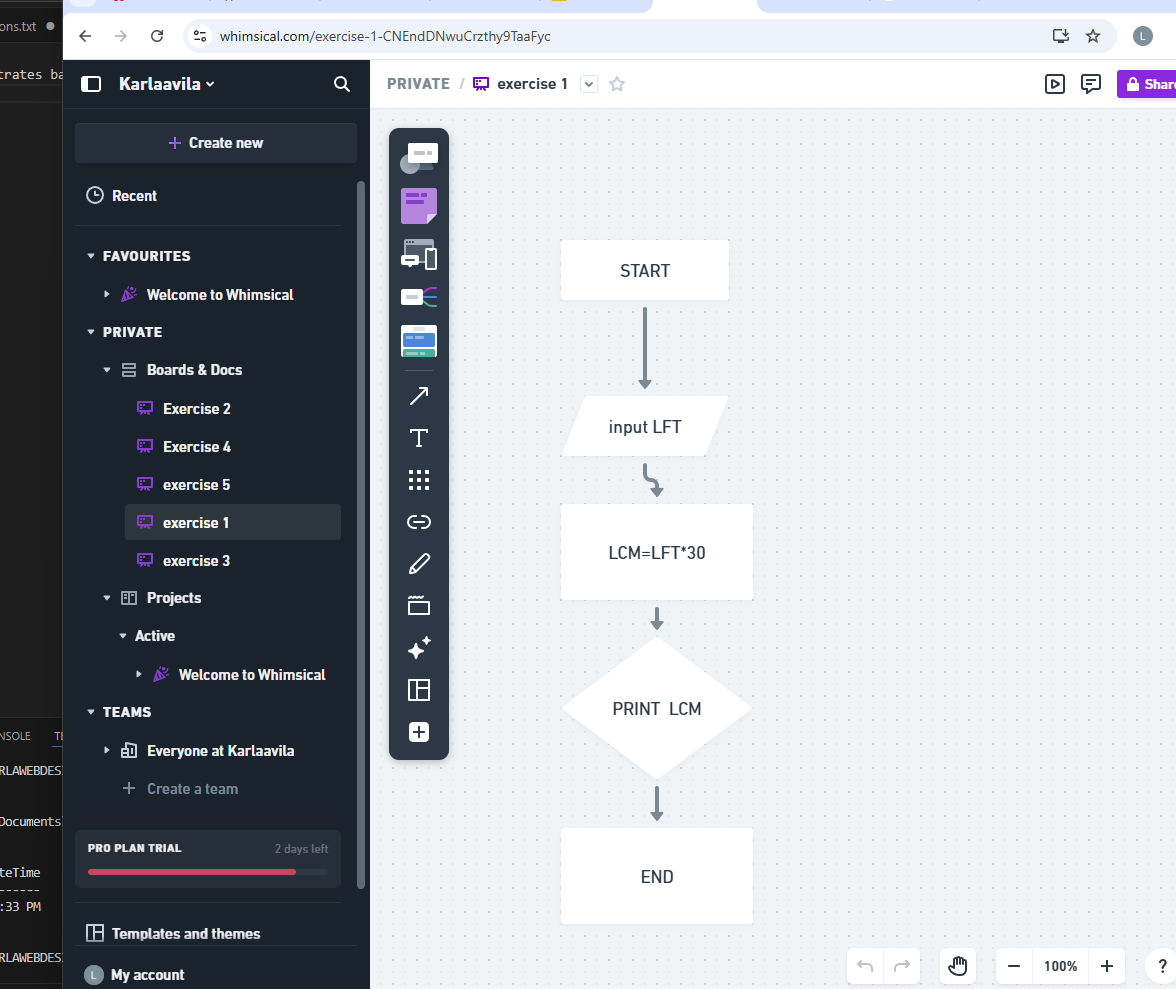 ons.txt
trates ba
NSOLE
TE
RLAWEBDES
Documents
teTime
------
:33 PM
RLAWEBDES
whimsical.com/exercise-1-CNEndDNwuCrzthy9TaaFyc
L
Karlaavila
Create new
Recent
FAVOURITES
Welcome to Whimsical
PRIVATE
Boards & Docs
Exercise 2
Exercise 4
exercise 5
exercise 1
exercise 3
Projects
Active
Welcome to Whimsical
TEAMS
Everyone at Karlaavila
Create a team
PRO PLAN TRIAL 2 days left
Templates and themes
L My account
PRIVATE / exercise 1
Share
START
input LFT
LCM=LFT*30
PRINT LCM
END
100%
?